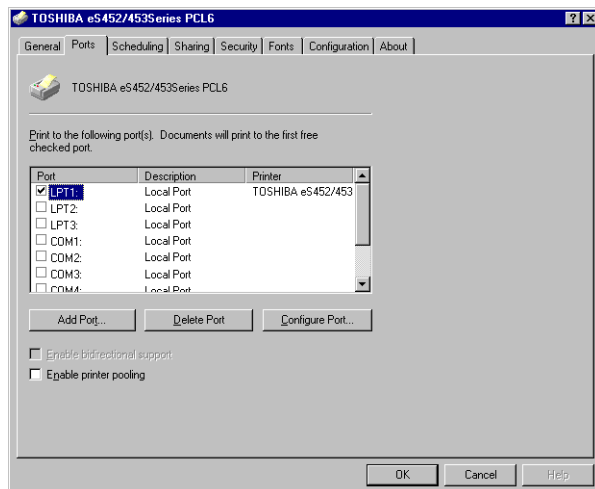 TOSHIBA eS452/453Series PCL6
General Ports Scheduling Sharing Security Fonts Configuration About
TOSHIBA eS452/453Series PCL6
Print to the following port(s). Documents will print to the first free
checked port.
Port Description Printer
LPT1: Local Port TOSHIBA eS452/453
LPT2: Local Port
LPT3: Local Port
COM1: Local Port
COM2: Local Port
COM3: Local Port
COM4: Local Port
Add Port... Delete Port Configure Port...
Enable bidirectional support
Enable printer pooling
OK Cancel Help